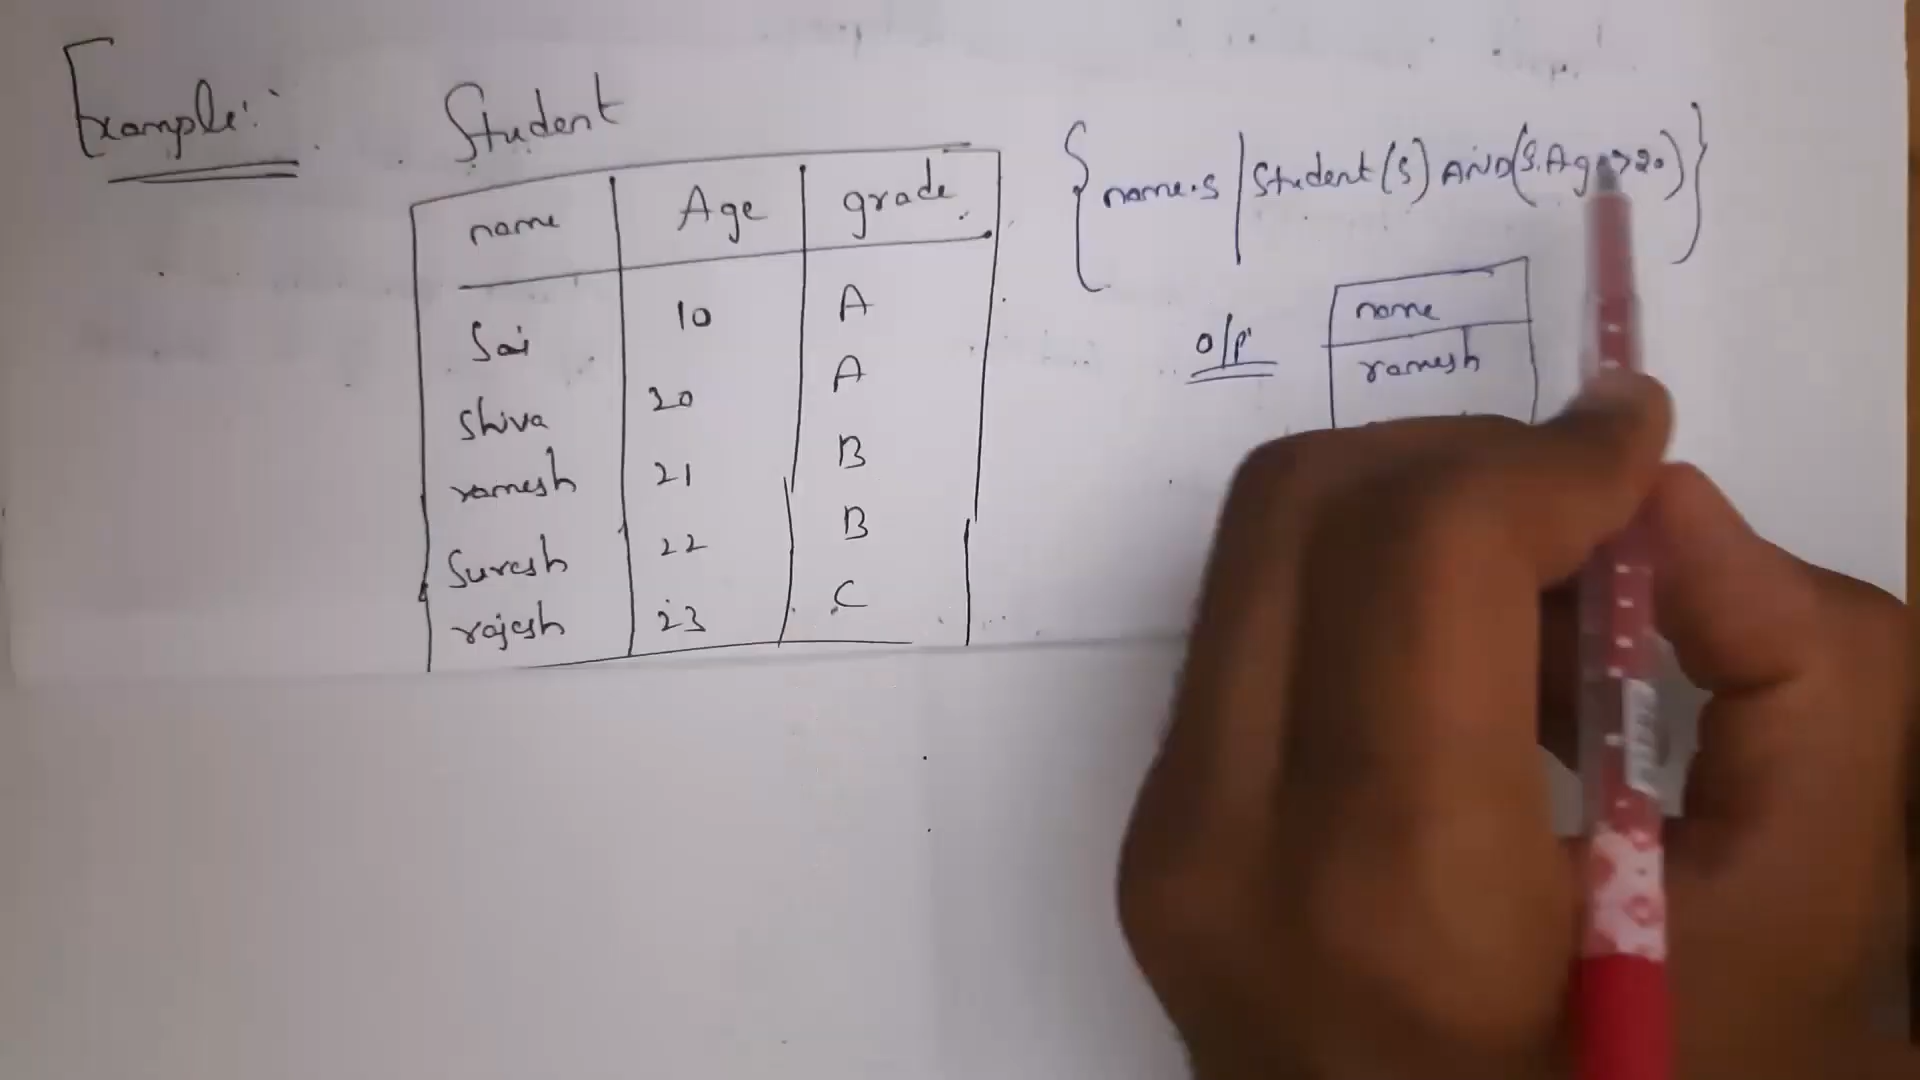 Example:
Student
name Age grade
Sai 10 A
Shiva 20 A
ramesh 21 B
Suresh 22 B
rajesh 23 C
{name.s | Student(s) AND(S.Age>20)}
o/p
name
ramesh